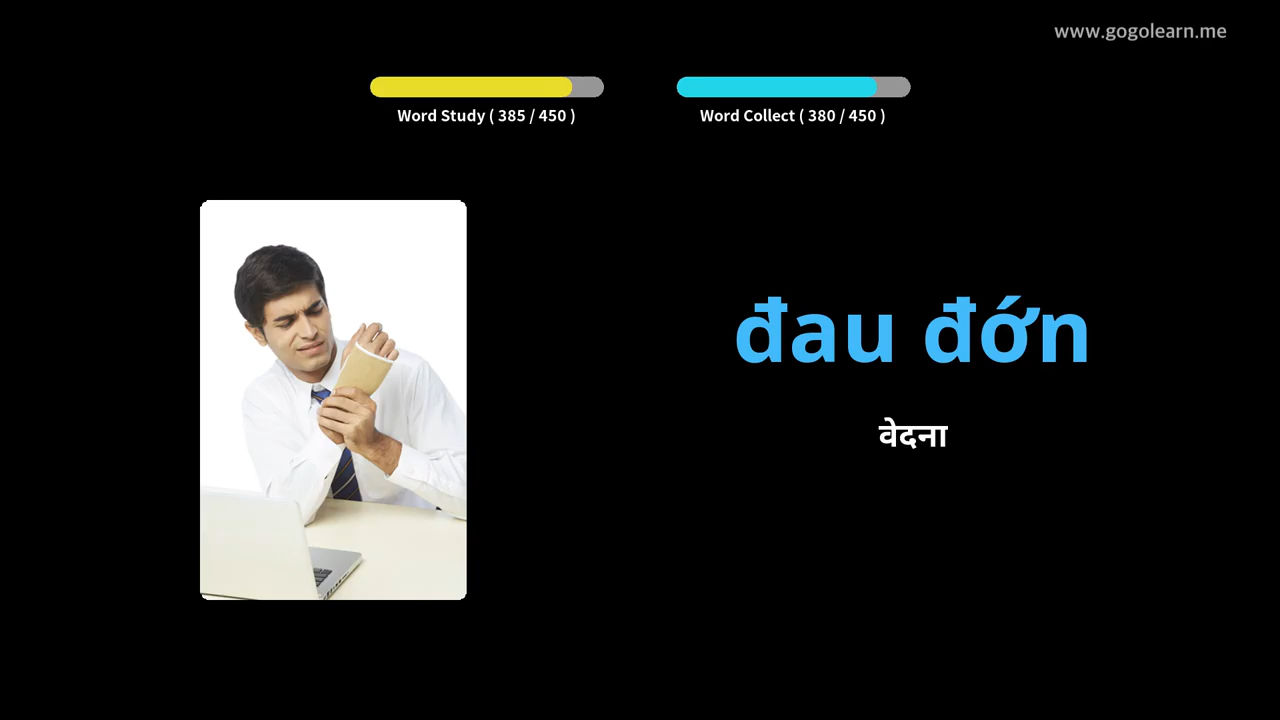 www.gogolearn.me
Word Study ( 385 / 450 )
Word Collect ( 380 / 450 )
đau đớn
वेदना